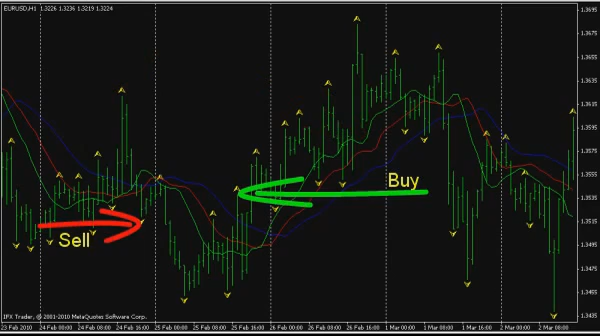 EURUSD,H1 1.3226 1.3236 1.3219 1.3224
1.3695
1.3675
1.3655
1.3635
1.3615
1.3595
1.3575
1.3555
1.3535
1.3515
1.3495
1.3475
1.3455
1.3435
Buy
Sell
IFX Trader, © 2001-2010 MetaQuotes Software Corp.
23 Feb 2010 24 Feb 00:00 24 Feb 08:00 24 Feb 16:00 25 Feb 00:00 25 Feb 08:00 25 Feb 16:00 26 Feb 00:00 26 Feb 08:00 26 Feb 16:00 1 Mar 00:00 1 Mar 08:00 1 Mar 16:00 2 Mar 00:00 2 Mar 08:00